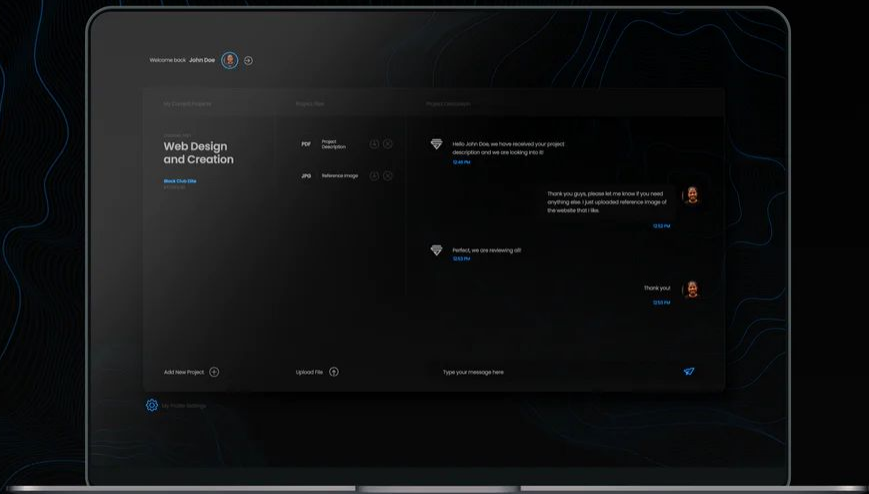 Welcome back John Doe
My Current Projects
Project Files
Project Discussion
Web Design
and Creation
Black Club Elite
PDF
Project
Description
JPG
Reference Image
Hello John Doe, we have received your project
description and we are looking into it!
12:49 PM
Thank you guys, please let me know if you need
anything else. I just uploaded reference image of
the website that I like.
12:52 PM
Perfect, we are reviewing all!
12:53 PM
Thank you!
12:55 PM
Add New Project
Upload File
Type your message here
My Profile Settings